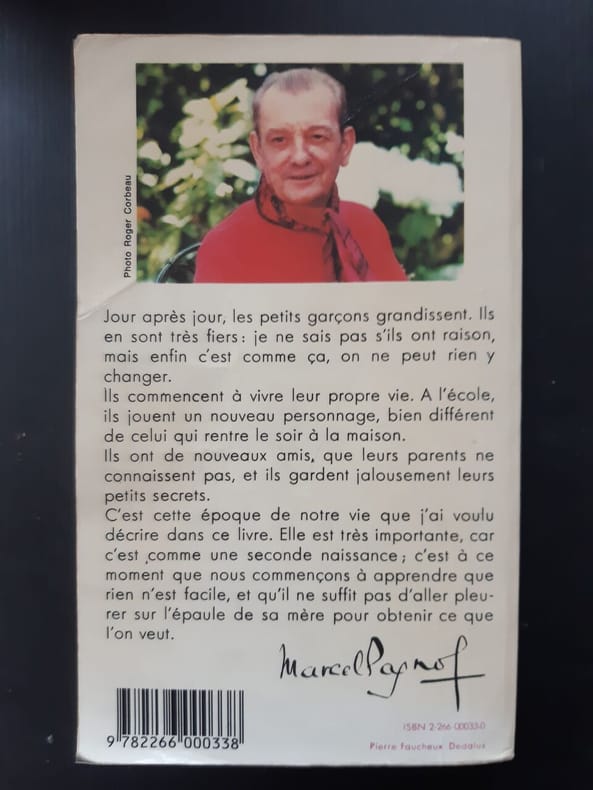 Photo Roger Corbeau
Jour après jour, les petits garçons grandissent. Ils
en sont très fiers : je ne sais pas s'ils ont raison,
mais enfin c'est comme ça, on ne peut rien y
changer.
Ils commencent à vivre leur propre vie. A l'école,
ils jouent un nouveau personnage, bien différent
de celui qui rentre le soir à la maison.
Ils ont de nouveaux amis, que leurs parents ne
connaissent pas, et ils gardent jalousement leurs
petits secrets.
C'est cette époque de notre vie que j'ai voulu
décrire dans ce livre. Elle est très importante, car
c'est comme une seconde naissance ; c'est à ce
moment que nous commençons à apprendre que
rien n'est facile, et qu'il ne suffit pas d'aller pleu-
rer sur l'épaule de sa mère pour obtenir ce que
l'on veut.
Marcel Pagnol
ISBN 2-266-00033-0
Pierre Faucheux Dedalus
9 782266 000338